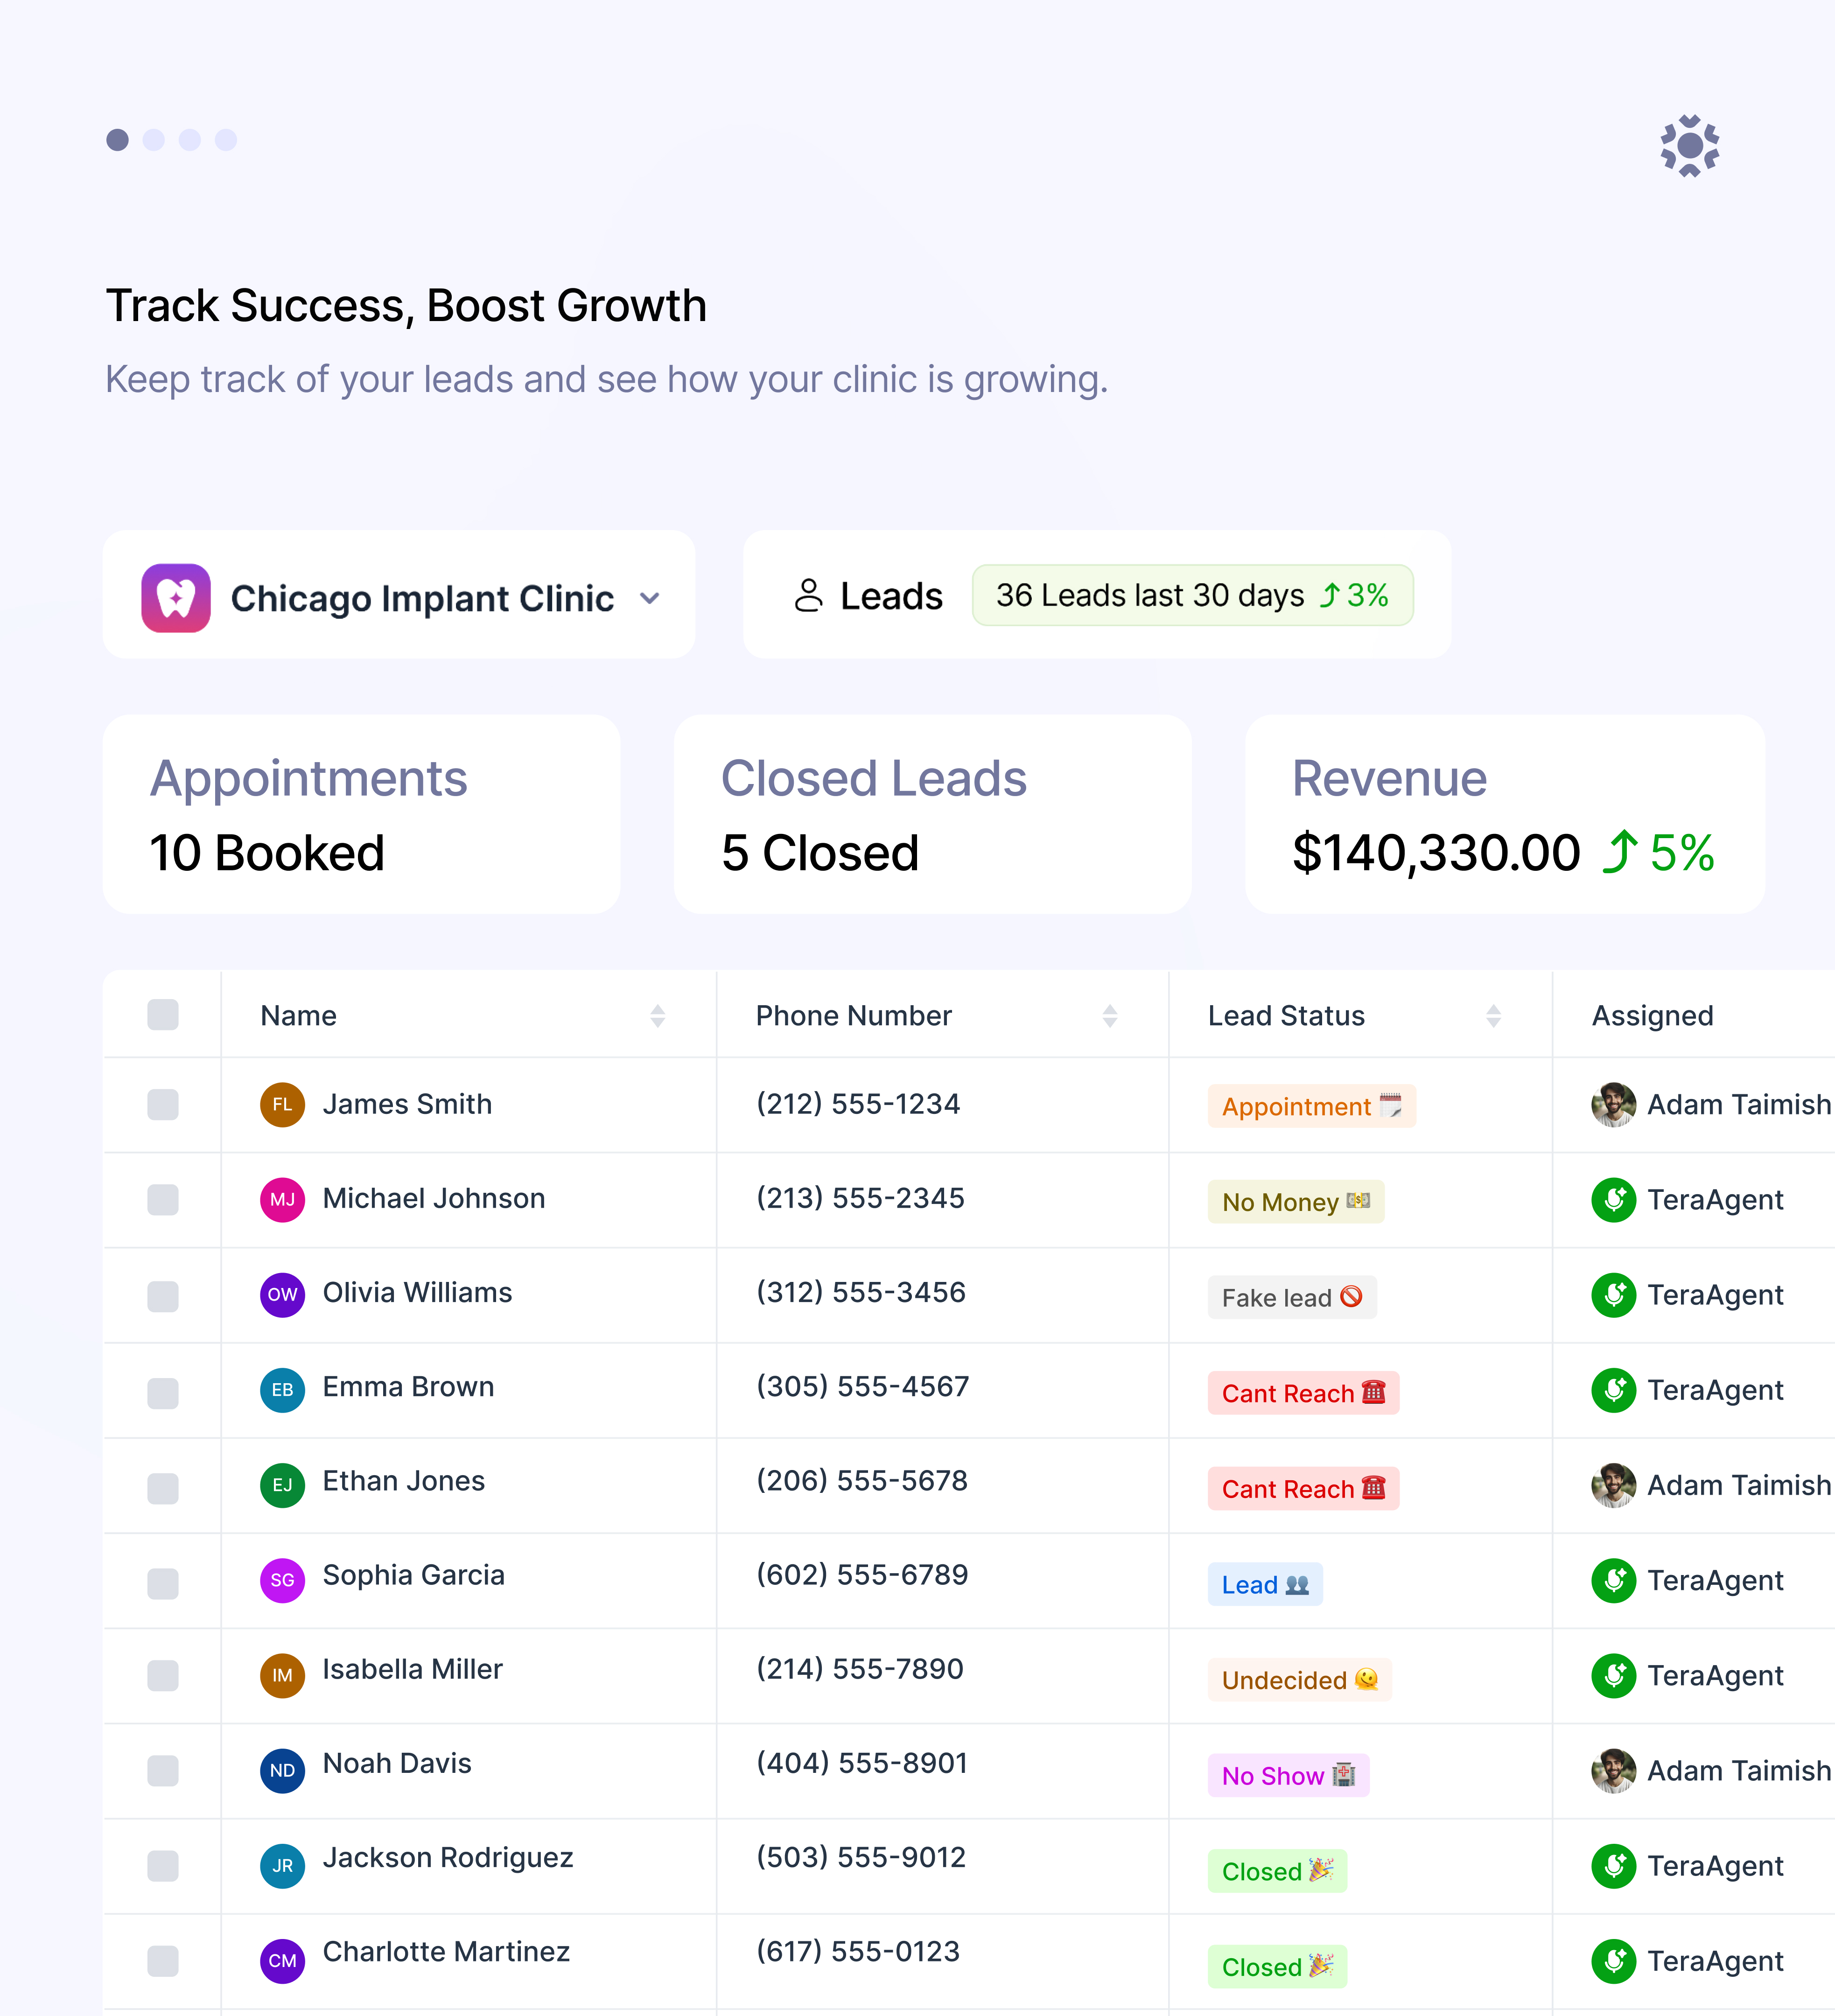 Track Success, Boost Growth
Keep track of your leads and see how your clinic is growing.
Chicago Implant Clinic
Leads 36 Leads last 30 days 3%
Appointments Closed Leads Revenue
10 Booked 5 Closed $140,330.00 5%
Name Phone Number Lead Status Assigned
FL James Smith (212) 555-1234 Appointment Adam Taimish
MJ Michael Johnson (213) 555-2345 No Money TeraAgent
OW Olivia Williams (312) 555-3456 Fake lead TeraAgent
EB Emma Brown (305) 555-4567 Cant Reach TeraAgent
EJ Ethan Jones (206) 555-5678 Cant Reach Adam Taimish
SG Sophia Garcia (602) 555-6789 Lead TeraAgent
IM Isabella Miller (214) 555-7890 Undecided TeraAgent
ND Noah Davis (404) 555-8901 No Show Adam Taimish
JR Jackson Rodriguez (503) 555-9012 Closed TeraAgent
CM Charlotte Martinez (617) 555-0123 Closed TeraAgent